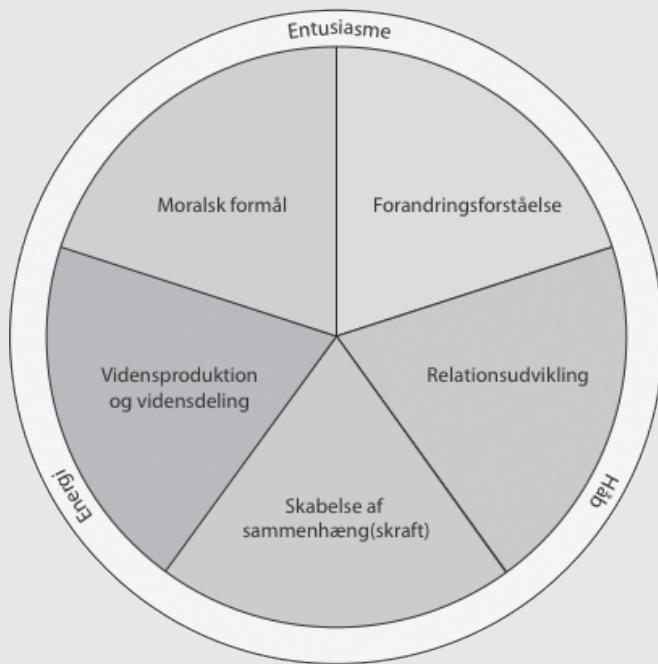 Entusiasme
Moralsk formål
Forandringsforståelse
Vidensproduktion
og vidensdeling
Relationsudvikling
Skabelse af
sammenhæng(skraft)
Energi
Håb